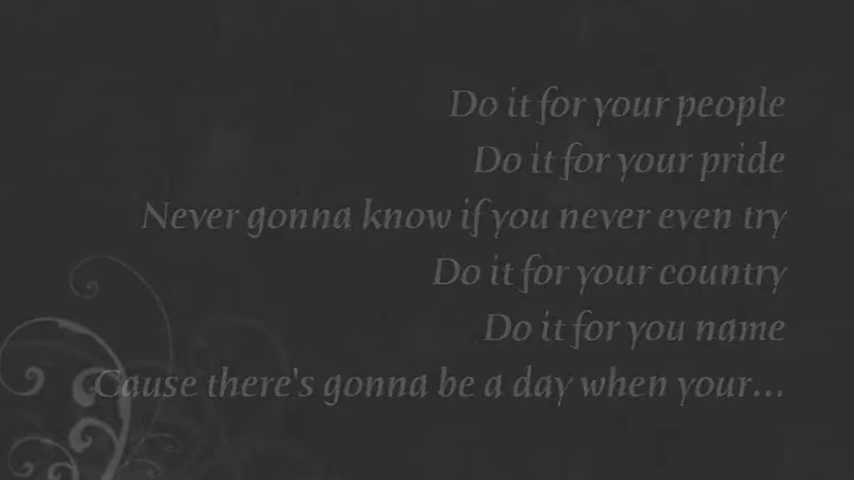 Do it for your people
Do it for your pride
Never gonna know if you never even try
Do it for your country
Do it for you name
Cause there's gonna be a day when your...